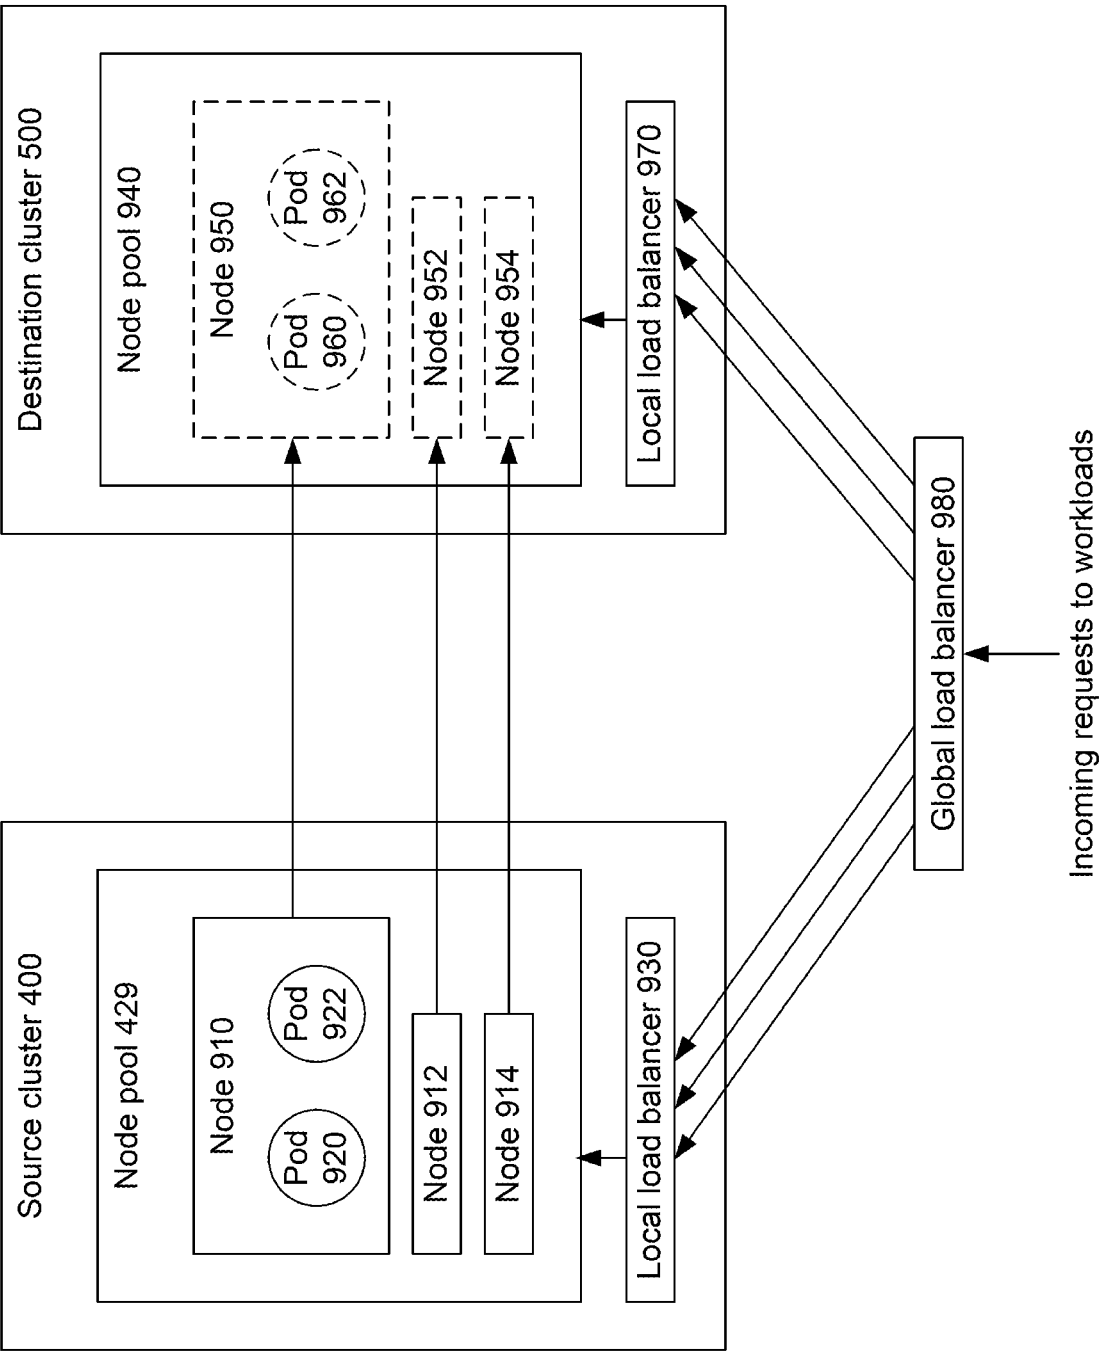 Source cluster 400
Node pool 429
Node 910
Pod
920
Pod
922
Node 912
Node 914
Local load balancer 930
Destination cluster 500
Node pool 940
Node 950
Pod
960
Pod
962
Node 952
Node 954
Local load balancer 970
Global load balancer 980
Incoming requests to workloads